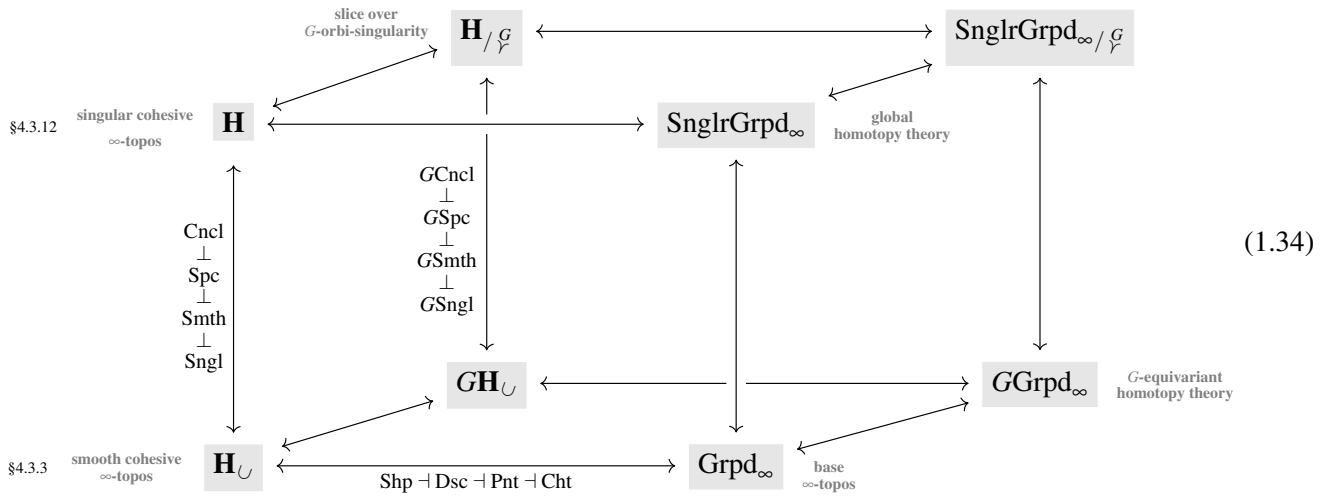 slice over
G-orbi-singularity
H/ᴳ⋎
SnglrGrpd∞/ᴳ⋎
§4.3.12
singular cohesive
∞-topos
H
SnglrGrpd∞
global
homotopy theory
Cncl
⊥
Spc
⊥
Smth
⊥
Sngl
GCncl
⊥
GSpc
⊥
GSmth
⊥
GSngl
(1.34)
GH∪
GGrpd∞
G-equivariant
homotopy theory
§4.3.3
smooth cohesive
∞-topos
H∪
Shp ⊣ Dsc ⊣ Pnt ⊣ Cht
Grpd∞
base
∞-topos